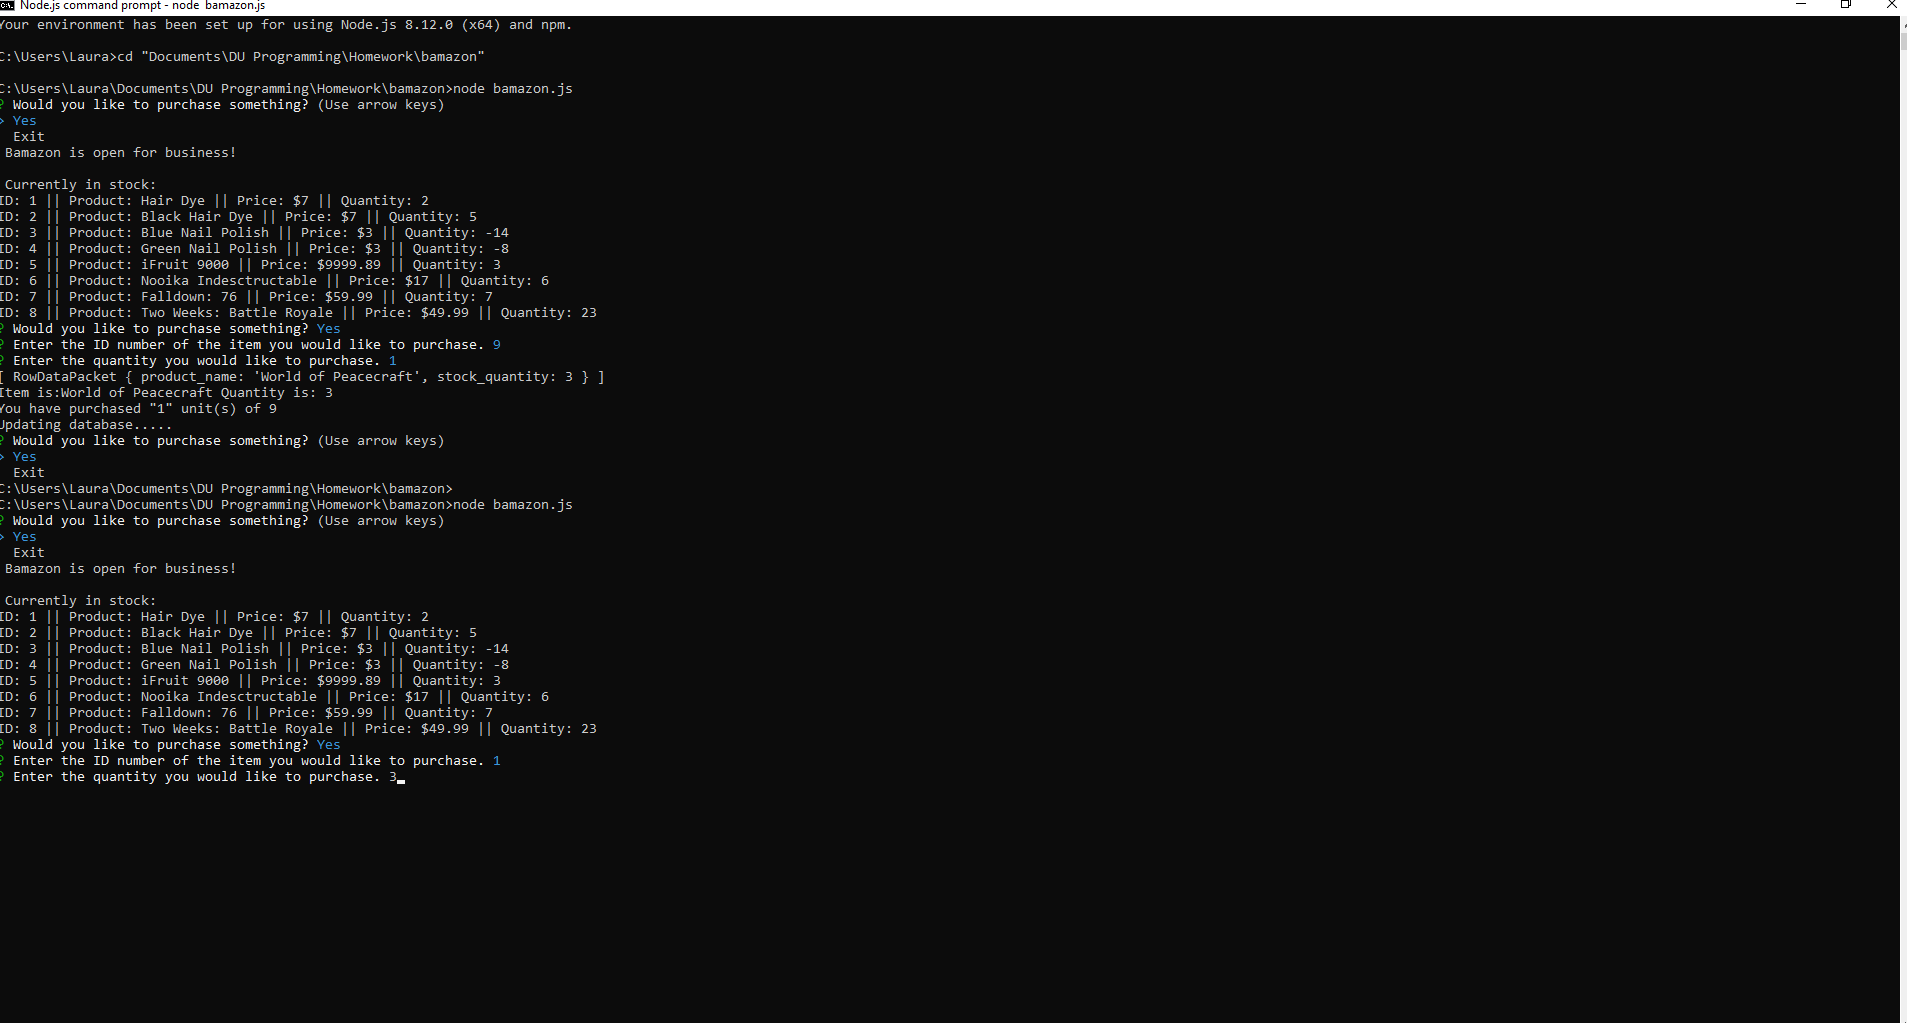 Node.js command prompt - node bamazon.js
Your environment has been set up for using Node.js 8.12.0 (x64) and npm.
C:\Users\Laura>cd "Documents\DU Programming\Homework\bamazon"
C:\Users\Laura\Documents\DU Programming\Homework\bamazon>node bamazon.js
? Would you like to purchase something? (Use arrow keys)
> Yes
  Exit
 Bamazon is open for business!
 Currently in stock:
ID: 1 || Product: Hair Dye || Price: $7 || Quantity: 2
ID: 2 || Product: Black Hair Dye || Price: $7 || Quantity: 5
ID: 3 || Product: Blue Nail Polish || Price: $3 || Quantity: -14
ID: 4 || Product: Green Nail Polish || Price: $3 || Quantity: -8
ID: 5 || Product: iFruit 9000 || Price: $9999.89 || Quantity: 3
ID: 6 || Product: Nooika Indesctructable || Price: $17 || Quantity: 6
ID: 7 || Product: Falldown: 76 || Price: $59.99 || Quantity: 7
ID: 8 || Product: Two Weeks: Battle Royale || Price: $49.99 || Quantity: 23
? Would you like to purchase something? Yes
? Enter the ID number of the item you would like to purchase. 9
? Enter the quantity you would like to purchase. 1
[ RowDataPacket { product_name: 'World of Peacecraft', stock_quantity: 3 } ]
Item is:World of Peacecraft Quantity is: 3
You have purchased "1" unit(s) of 9
Updating database.....
? Would you like to purchase something? (Use arrow keys)
> Yes
  Exit
C:\Users\Laura\Documents\DU Programming\Homework\bamazon>
C:\Users\Laura\Documents\DU Programming\Homework\bamazon>node bamazon.js
? Would you like to purchase something? (Use arrow keys)
> Yes
  Exit
 Bamazon is open for business!
 Currently in stock:
ID: 1 || Product: Hair Dye || Price: $7 || Quantity: 2
ID: 2 || Product: Black Hair Dye || Price: $7 || Quantity: 5
ID: 3 || Product: Blue Nail Polish || Price: $3 || Quantity: -14
ID: 4 || Product: Green Nail Polish || Price: $3 || Quantity: -8
ID: 5 || Product: iFruit 9000 || Price: $9999.89 || Quantity: 3
ID: 6 || Product: Nooika Indesctructable || Price: $17 || Quantity: 6
ID: 7 || Product: Falldown: 76 || Price: $59.99 || Quantity: 7
ID: 8 || Product: Two Weeks: Battle Royale || Price: $49.99 || Quantity: 23
? Would you like to purchase something? Yes
? Enter the ID number of the item you would like to purchase. 1
? Enter the quantity you would like to purchase. 3